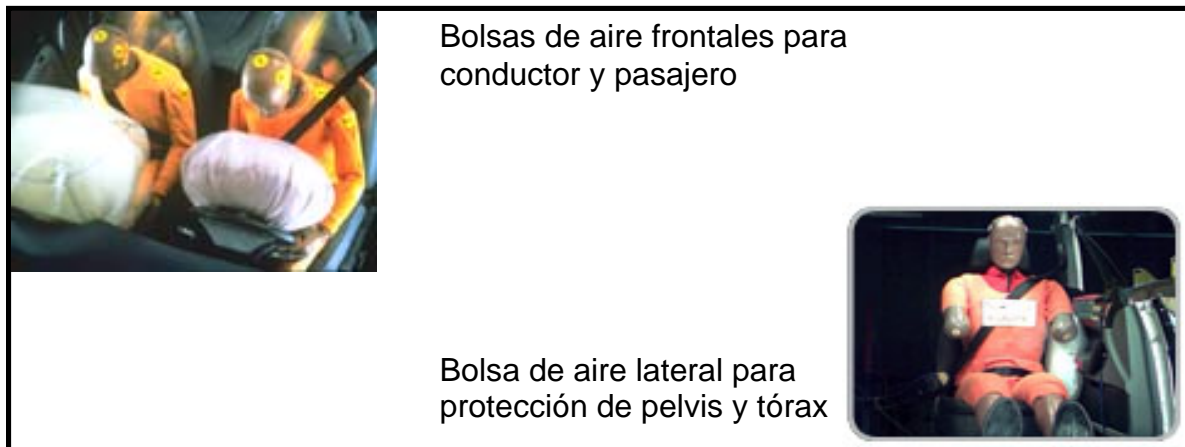 Bolsas de aire frontales para
conductor y pasajero
Bolsa de aire lateral para
protección de pelvis y tórax